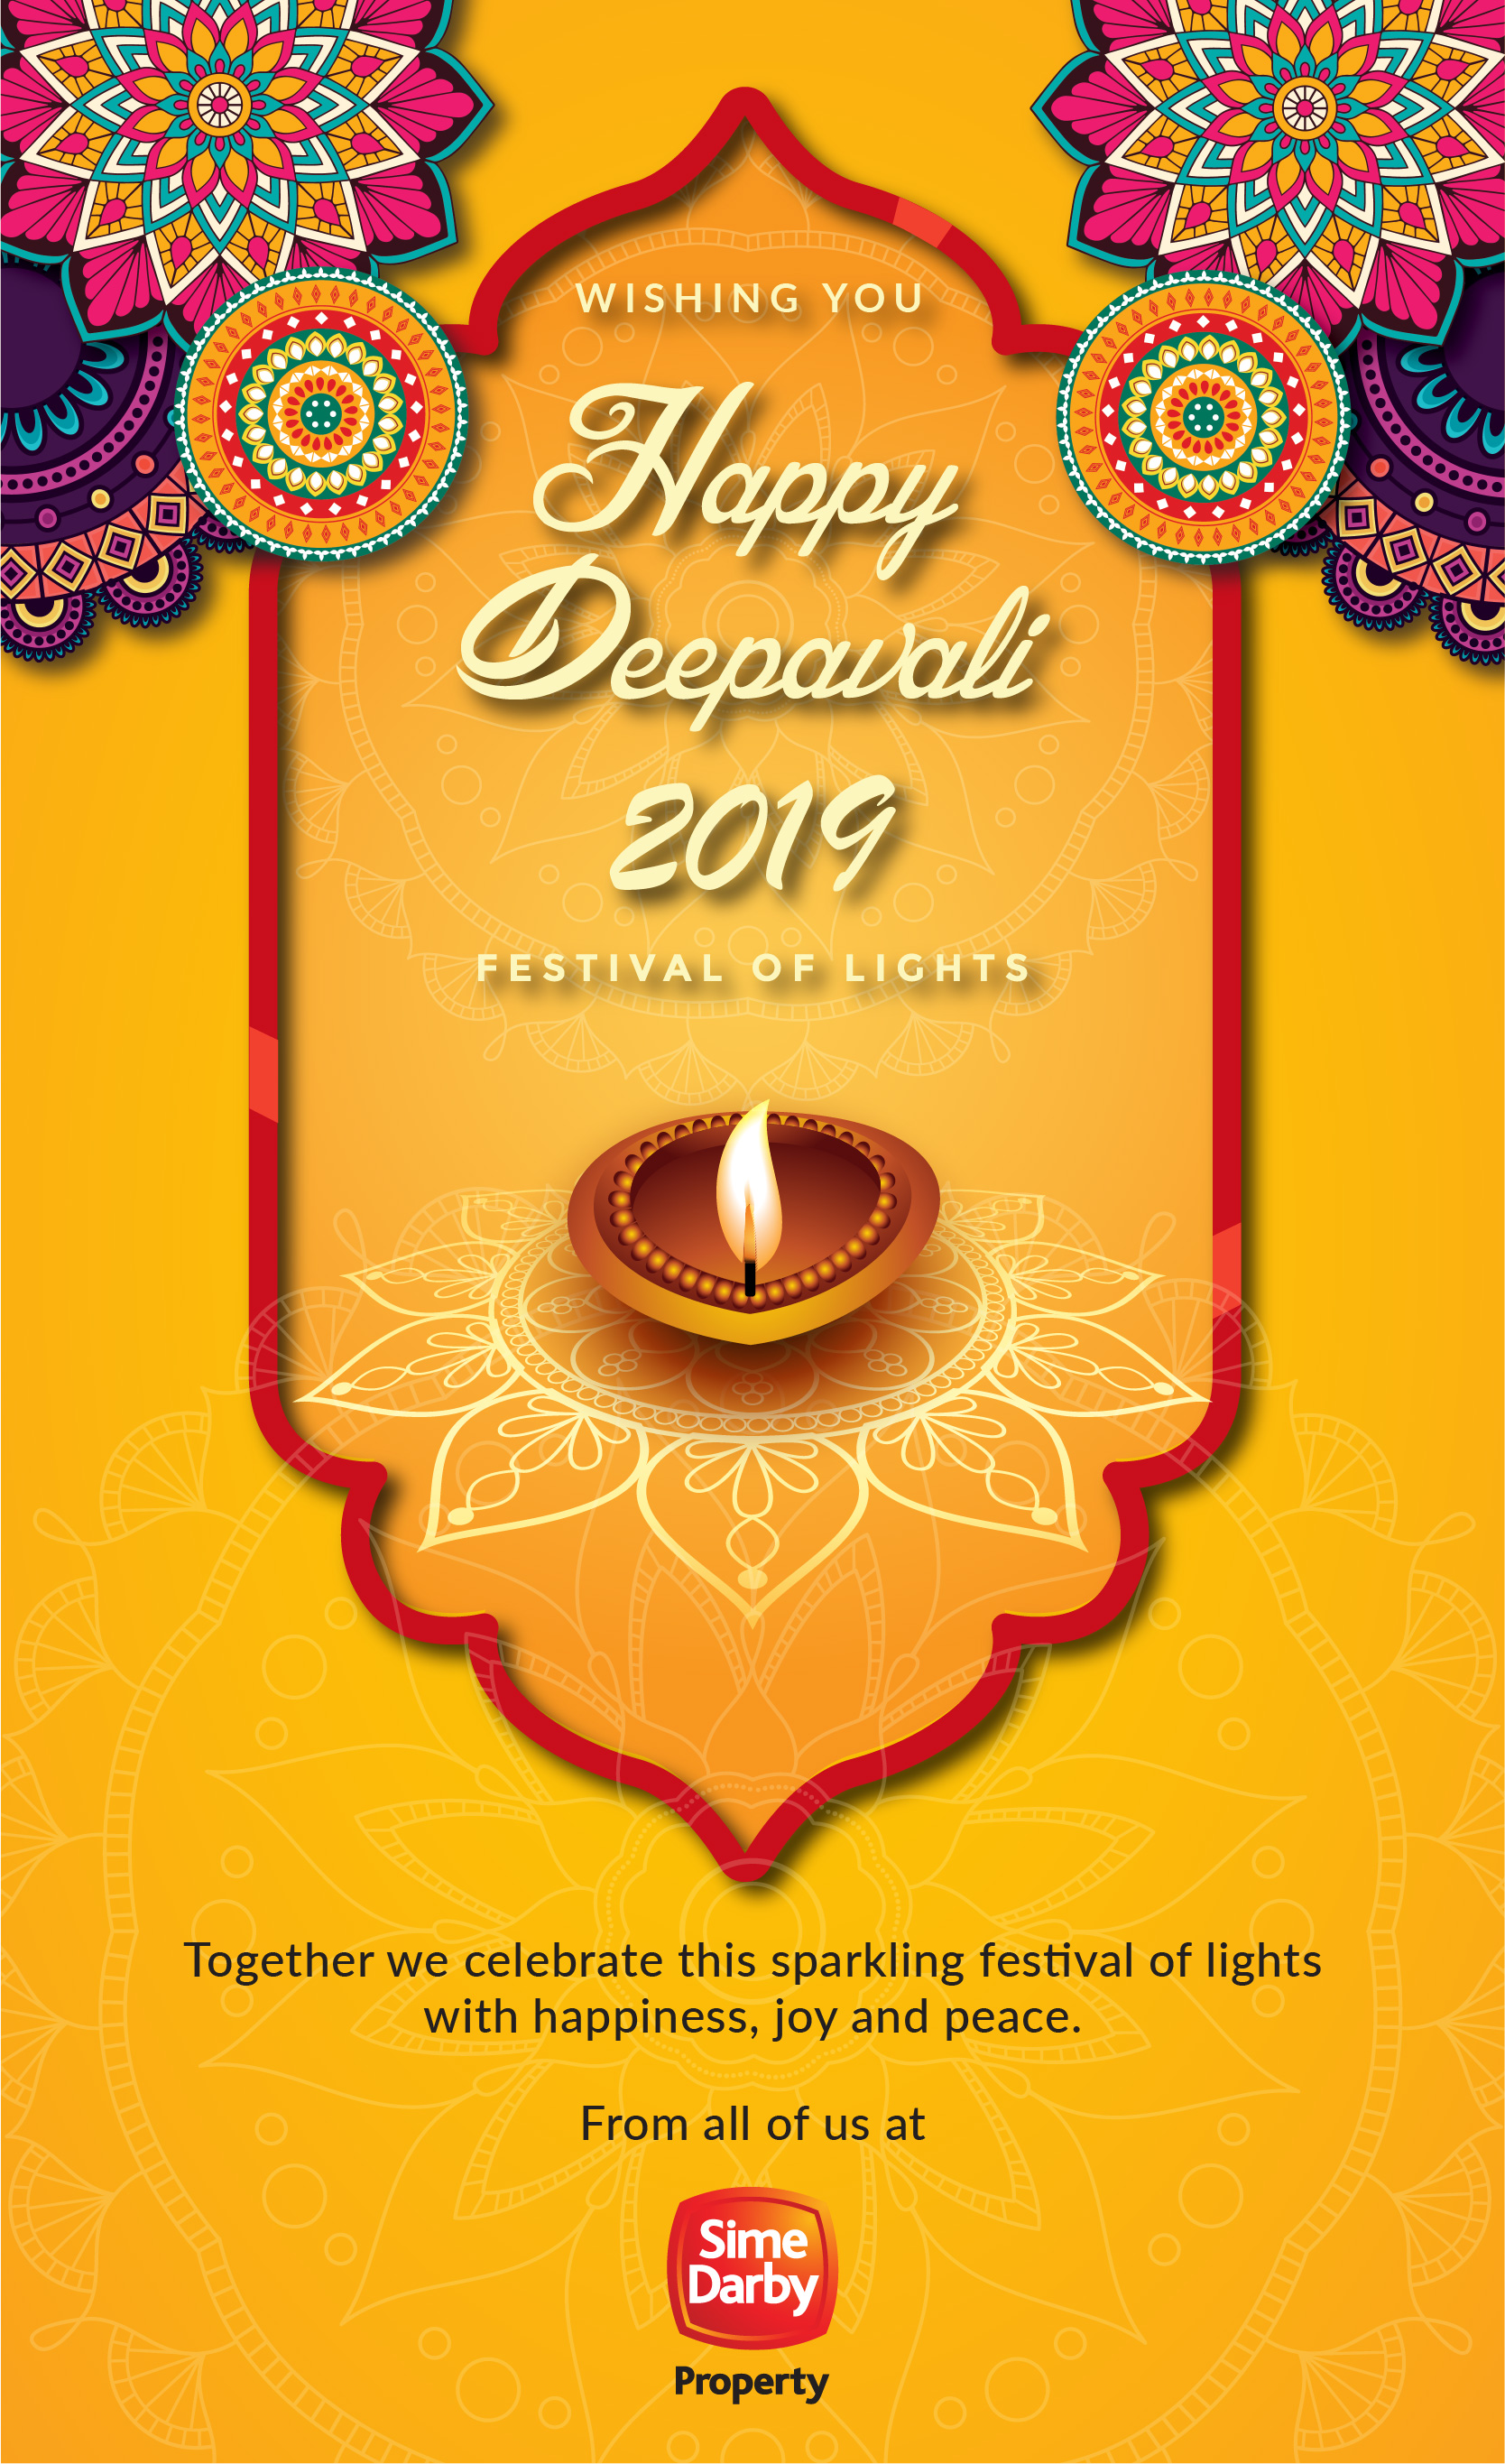 WISHING YOU
Happy
Deepavali
2019
FESTIVAL OF LIGHTS
Together we celebrate this sparkling festival of lights
with happiness, joy and peace.
From all of us at
Sime
Darby
Property